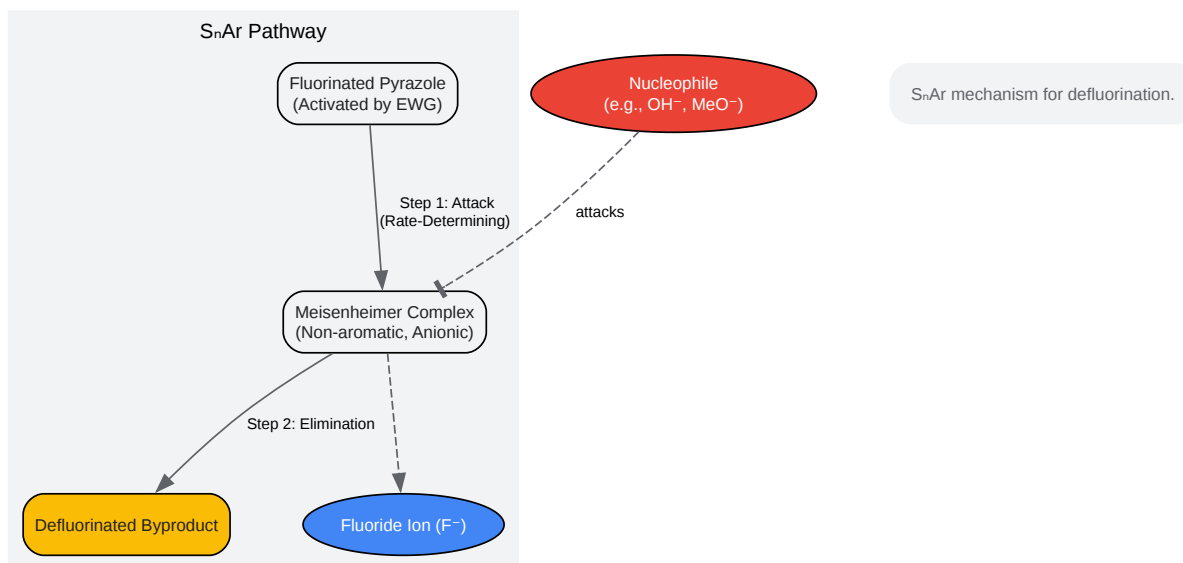 SₙAr Pathway
Fluorinated Pyrazole
(Activated by EWG)
Nucleophile
(e.g., OH⁻, MeO⁻)
SₙAr mechanism for defluorination.
Step 1: Attack
(Rate-Determining)
attacks
Meisenheimer Complex
(Non-aromatic, Anionic)
Step 2: Elimination
Defluorinated Byproduct
Fluoride Ion (F⁻)